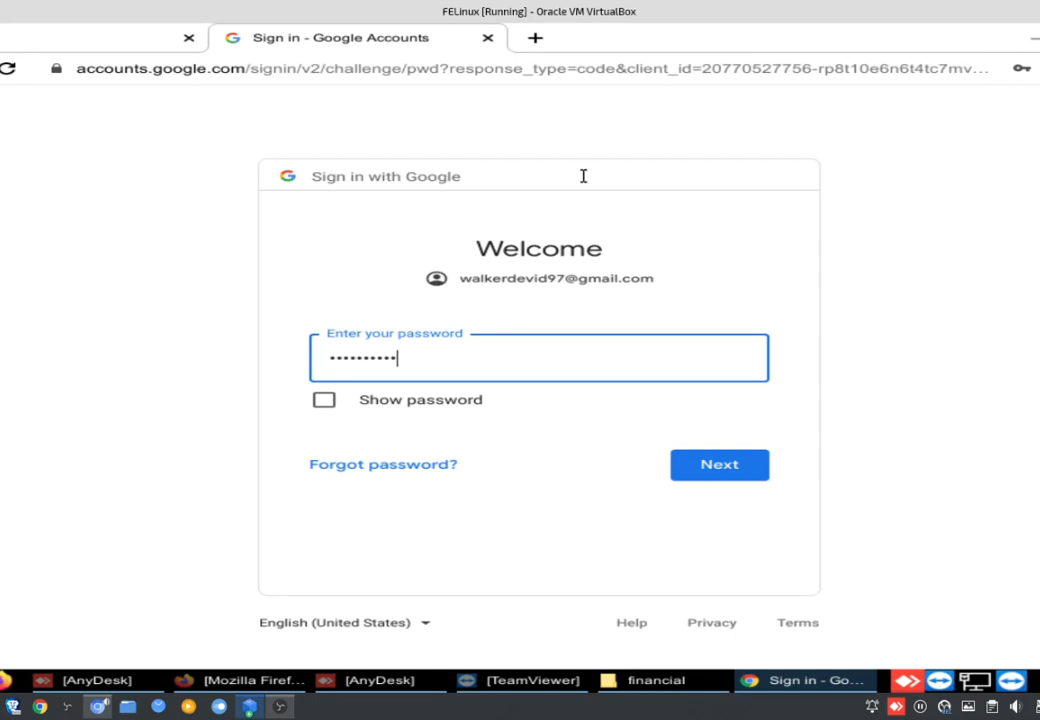 FELinux [Running] - Oracle VM VirtualBox
Sign in - Google Accounts
accounts.google.com/signin/v2/challenge/pwd?response_type=code&client_id=20770527756-rp8t10e6n6t4tc7mv...
Sign in with Google
Welcome
walkerdevid97@gmail.com
Enter your password
Show password
Forgot password? Next
English (United States) Help Privacy Terms
[AnyDesk] [Mozilla Firef... [AnyDesk] [TeamViewer] financial Sign in - Go...